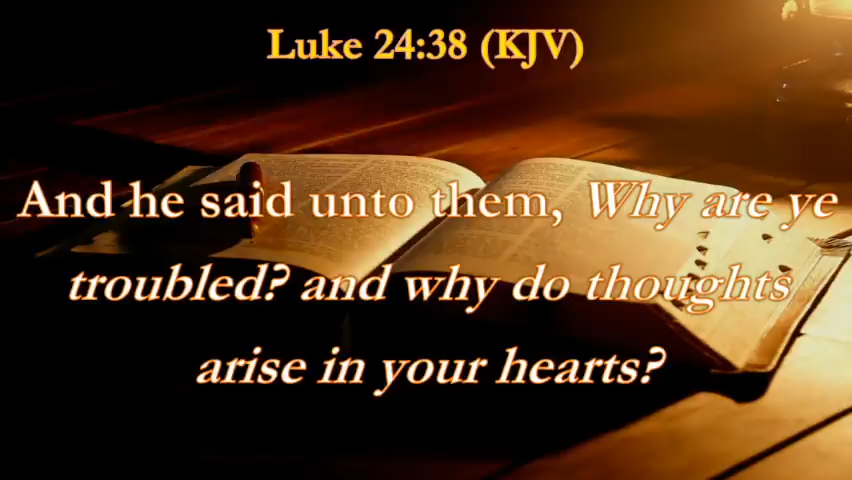 Luke 24:38 (KJV)
And he said unto them, Why are ye
troubled? and why do thoughts
arise in your hearts?